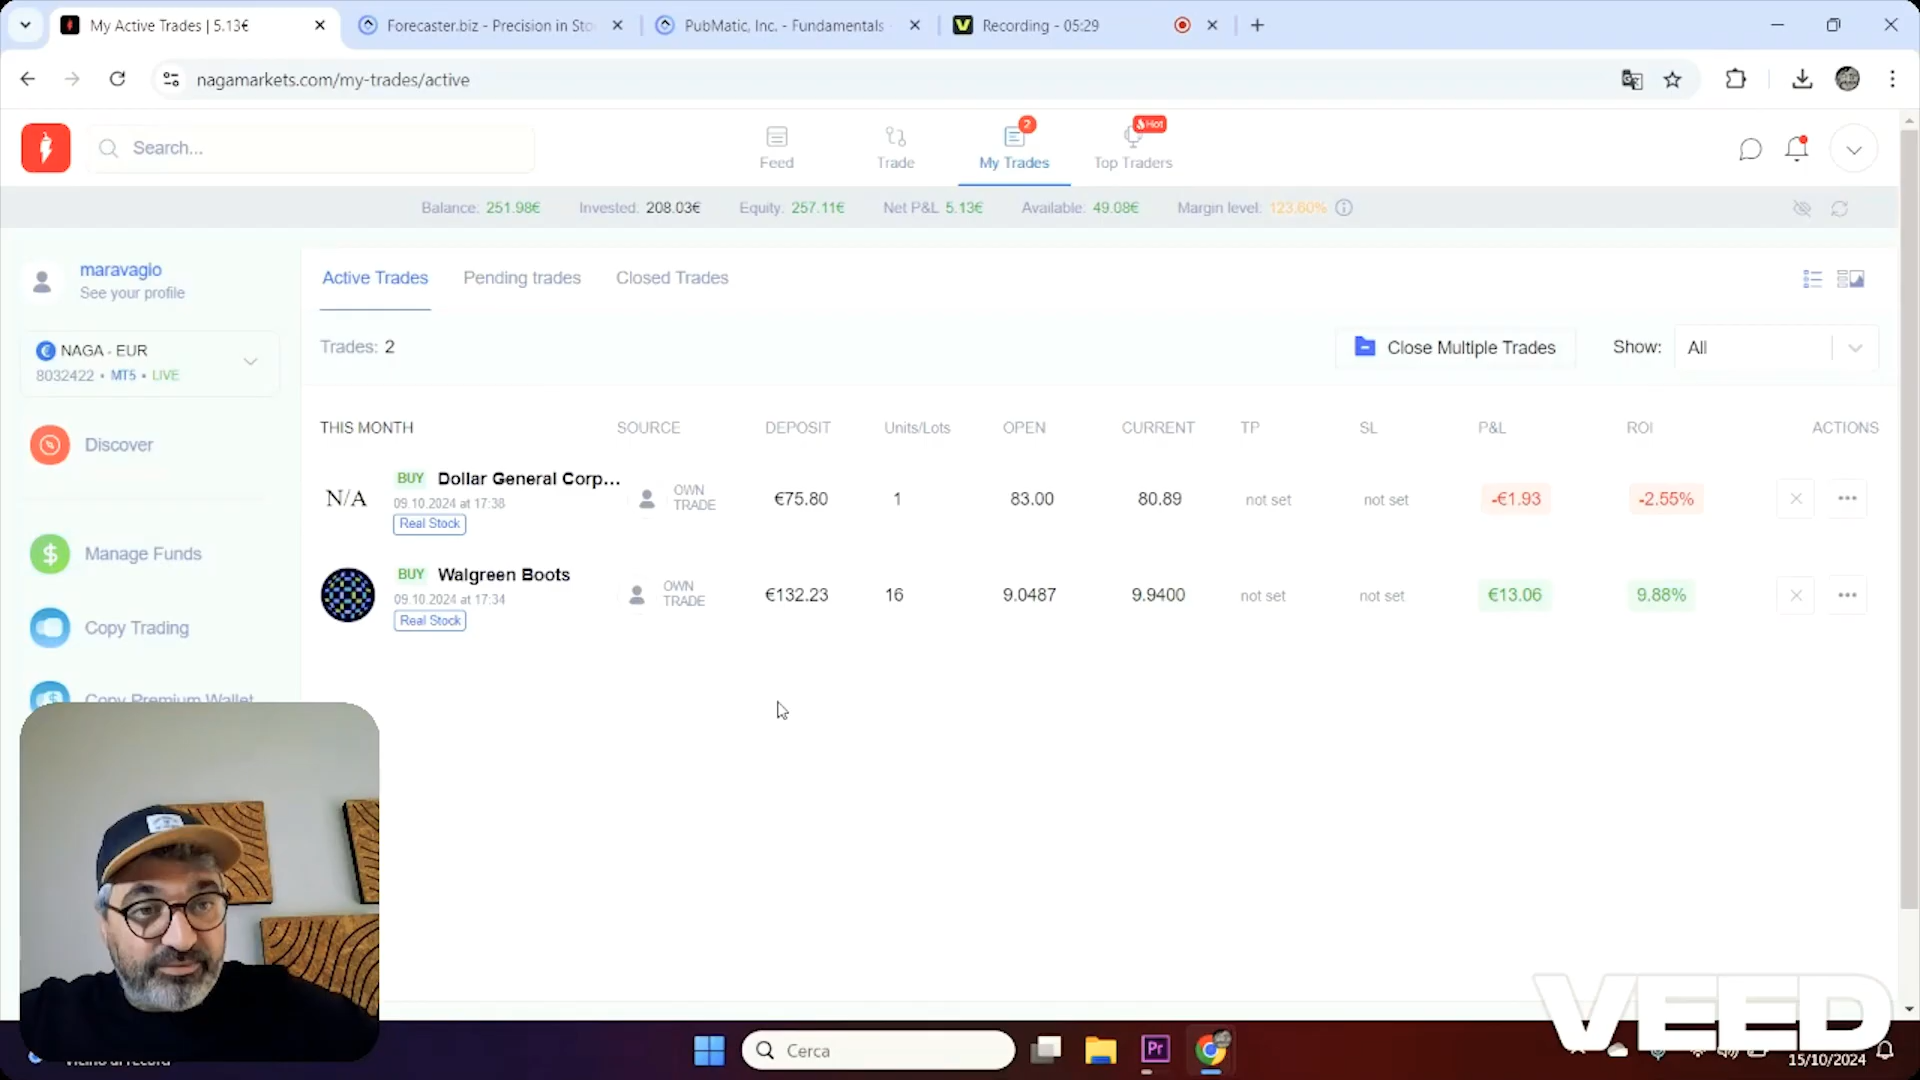 My Active Trades | 5.13€
Forecaster.biz - Precision in Sto
PubMatic, Inc. - Fundamentals
Recording - 05:29
nagamarkets.com/my-trades/active
Search...
Feed
Trade
2
My Trades
Hot
Top Traders
Balance: 251.98€ Invested: 208.03€ Equity: 257.11€ Net P&L 5.13€ Available: 49.08€ Margin level: 123.60%
maravagio
See your profile
NAGA - EUR
8032422 • MT5 • LIVE
Discover
Manage Funds
Copy Trading
Copy Premium Wallet
Active Trades Pending trades Closed Trades
Trades: 2
Close Multiple Trades
Show: All
THIS MONTH SOURCE DEPOSIT Units/Lots OPEN CURRENT TP SL P&L ROI ACTIONS
N/A
BUY Dollar General Corp...
09.10.2024 at 17:38
Real Stock
OWN
TRADE
€75.80 1 83.00 80.89 not set not set -€1.93 -2.55%
BUY Walgreen Boots
09.10.2024 at 17:34
Real Stock
OWN
TRADE
€132.23 16 9.0487 9.9400 not set not set €13.06 9.88%
VEED
Cerca
Pr
15/10/2024